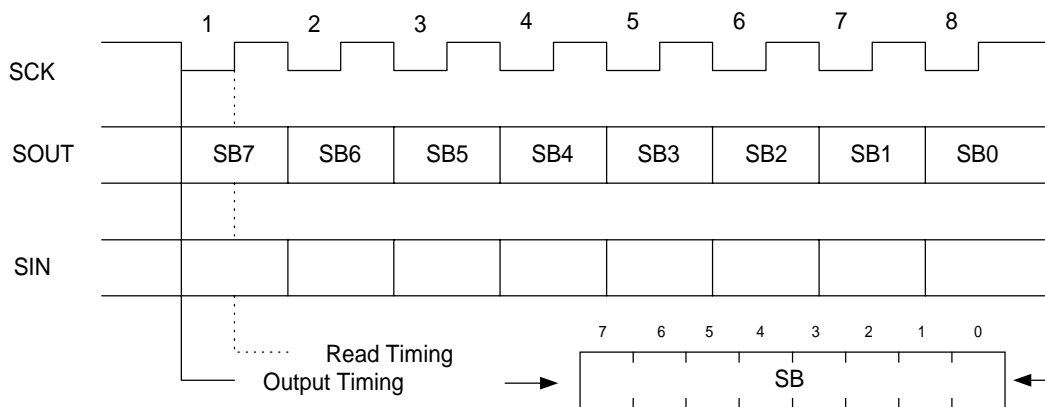 1 2 3 4 5 6 7 8
SCK
SOUT SB7 SB6 SB5 SB4 SB3 SB2 SB1 SB0
SIN
7 6 5 4 3 2 1 0
Read Timing
Output Timing SB